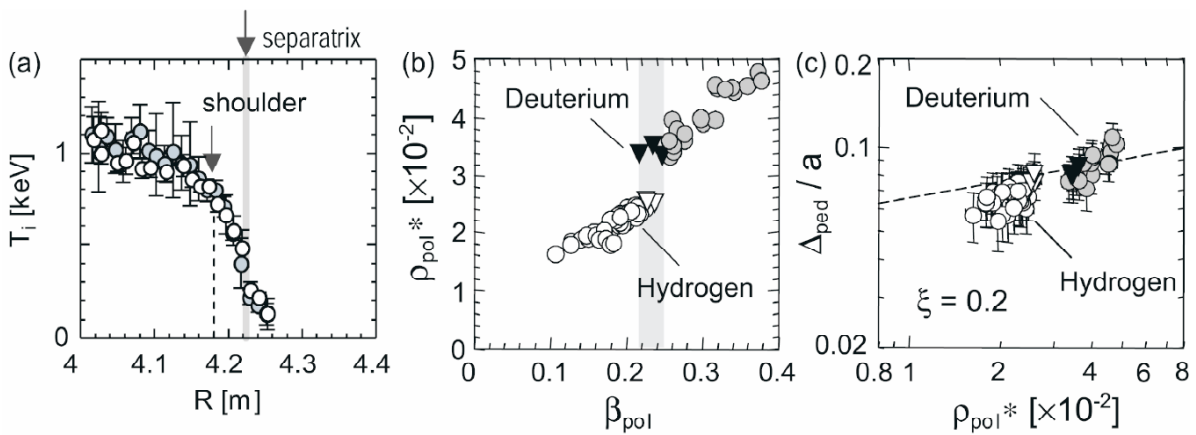 separatrix
(a)
shoulder
1
0
T_i [keV]
4 4.1 4.2 4.3 4.4
R [m]
(b)
Deuterium
Hydrogen
5
4
3
2
1
0
ρ_pol* [×10⁻²]
0 0.1 0.2 0.3 0.4
β_pol
(c)
Deuterium
Hydrogen
ξ = 0.2
0.2
0.1
0.02
Δ_ped / a
0.8 1 2 4 6 8
ρ_pol* [×10⁻²]